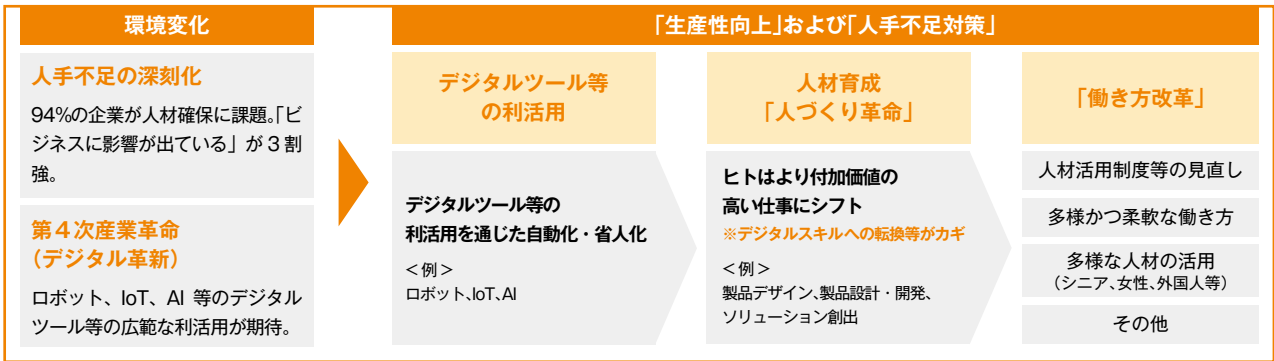 環境変化
人手不足の深刻化
94%の企業が人材確保に課題。「ビ
ジネスに影響が出ている」が3割
強。
第4次産業革命
(デジタル革新)
ロボット、IoT、AI 等のデジタル
ツール等の広範な利活用が期待。
「生産性向上」および「人手不足対策」
デジタルツール等
の利活用
デジタルツール等の
利活用を通じた自動化・省人化
<例>
ロボット、IoT、AI
人材育成
「人づくり革命」
ヒトはより付加価値の
高い仕事にシフト
※デジタルスキルへの転換等がカギ
<例>
製品デザイン、製品設計・開発、
ソリューション創出
「働き方改革」
人材活用制度等の見直し
多様かつ柔軟な働き方
多様な人材の活用
(シニア、女性、外国人等)
その他